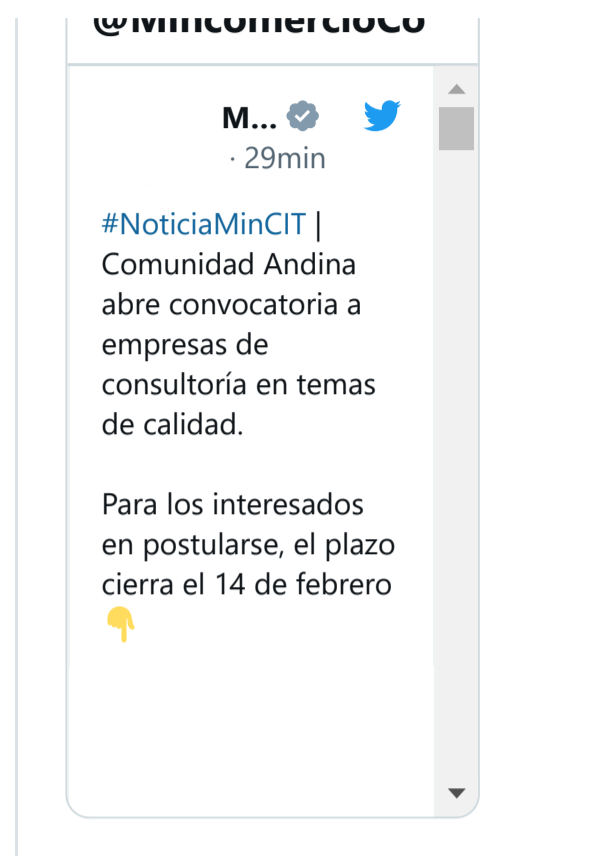 @MincomercioCo
M...
· 29min
#NoticiaMinCIT |
Comunidad Andina
abre convocatoria a
empresas de
consultoría en temas
de calidad.
Para los interesados
en postularse, el plazo
cierra el 14 de febrero
👇